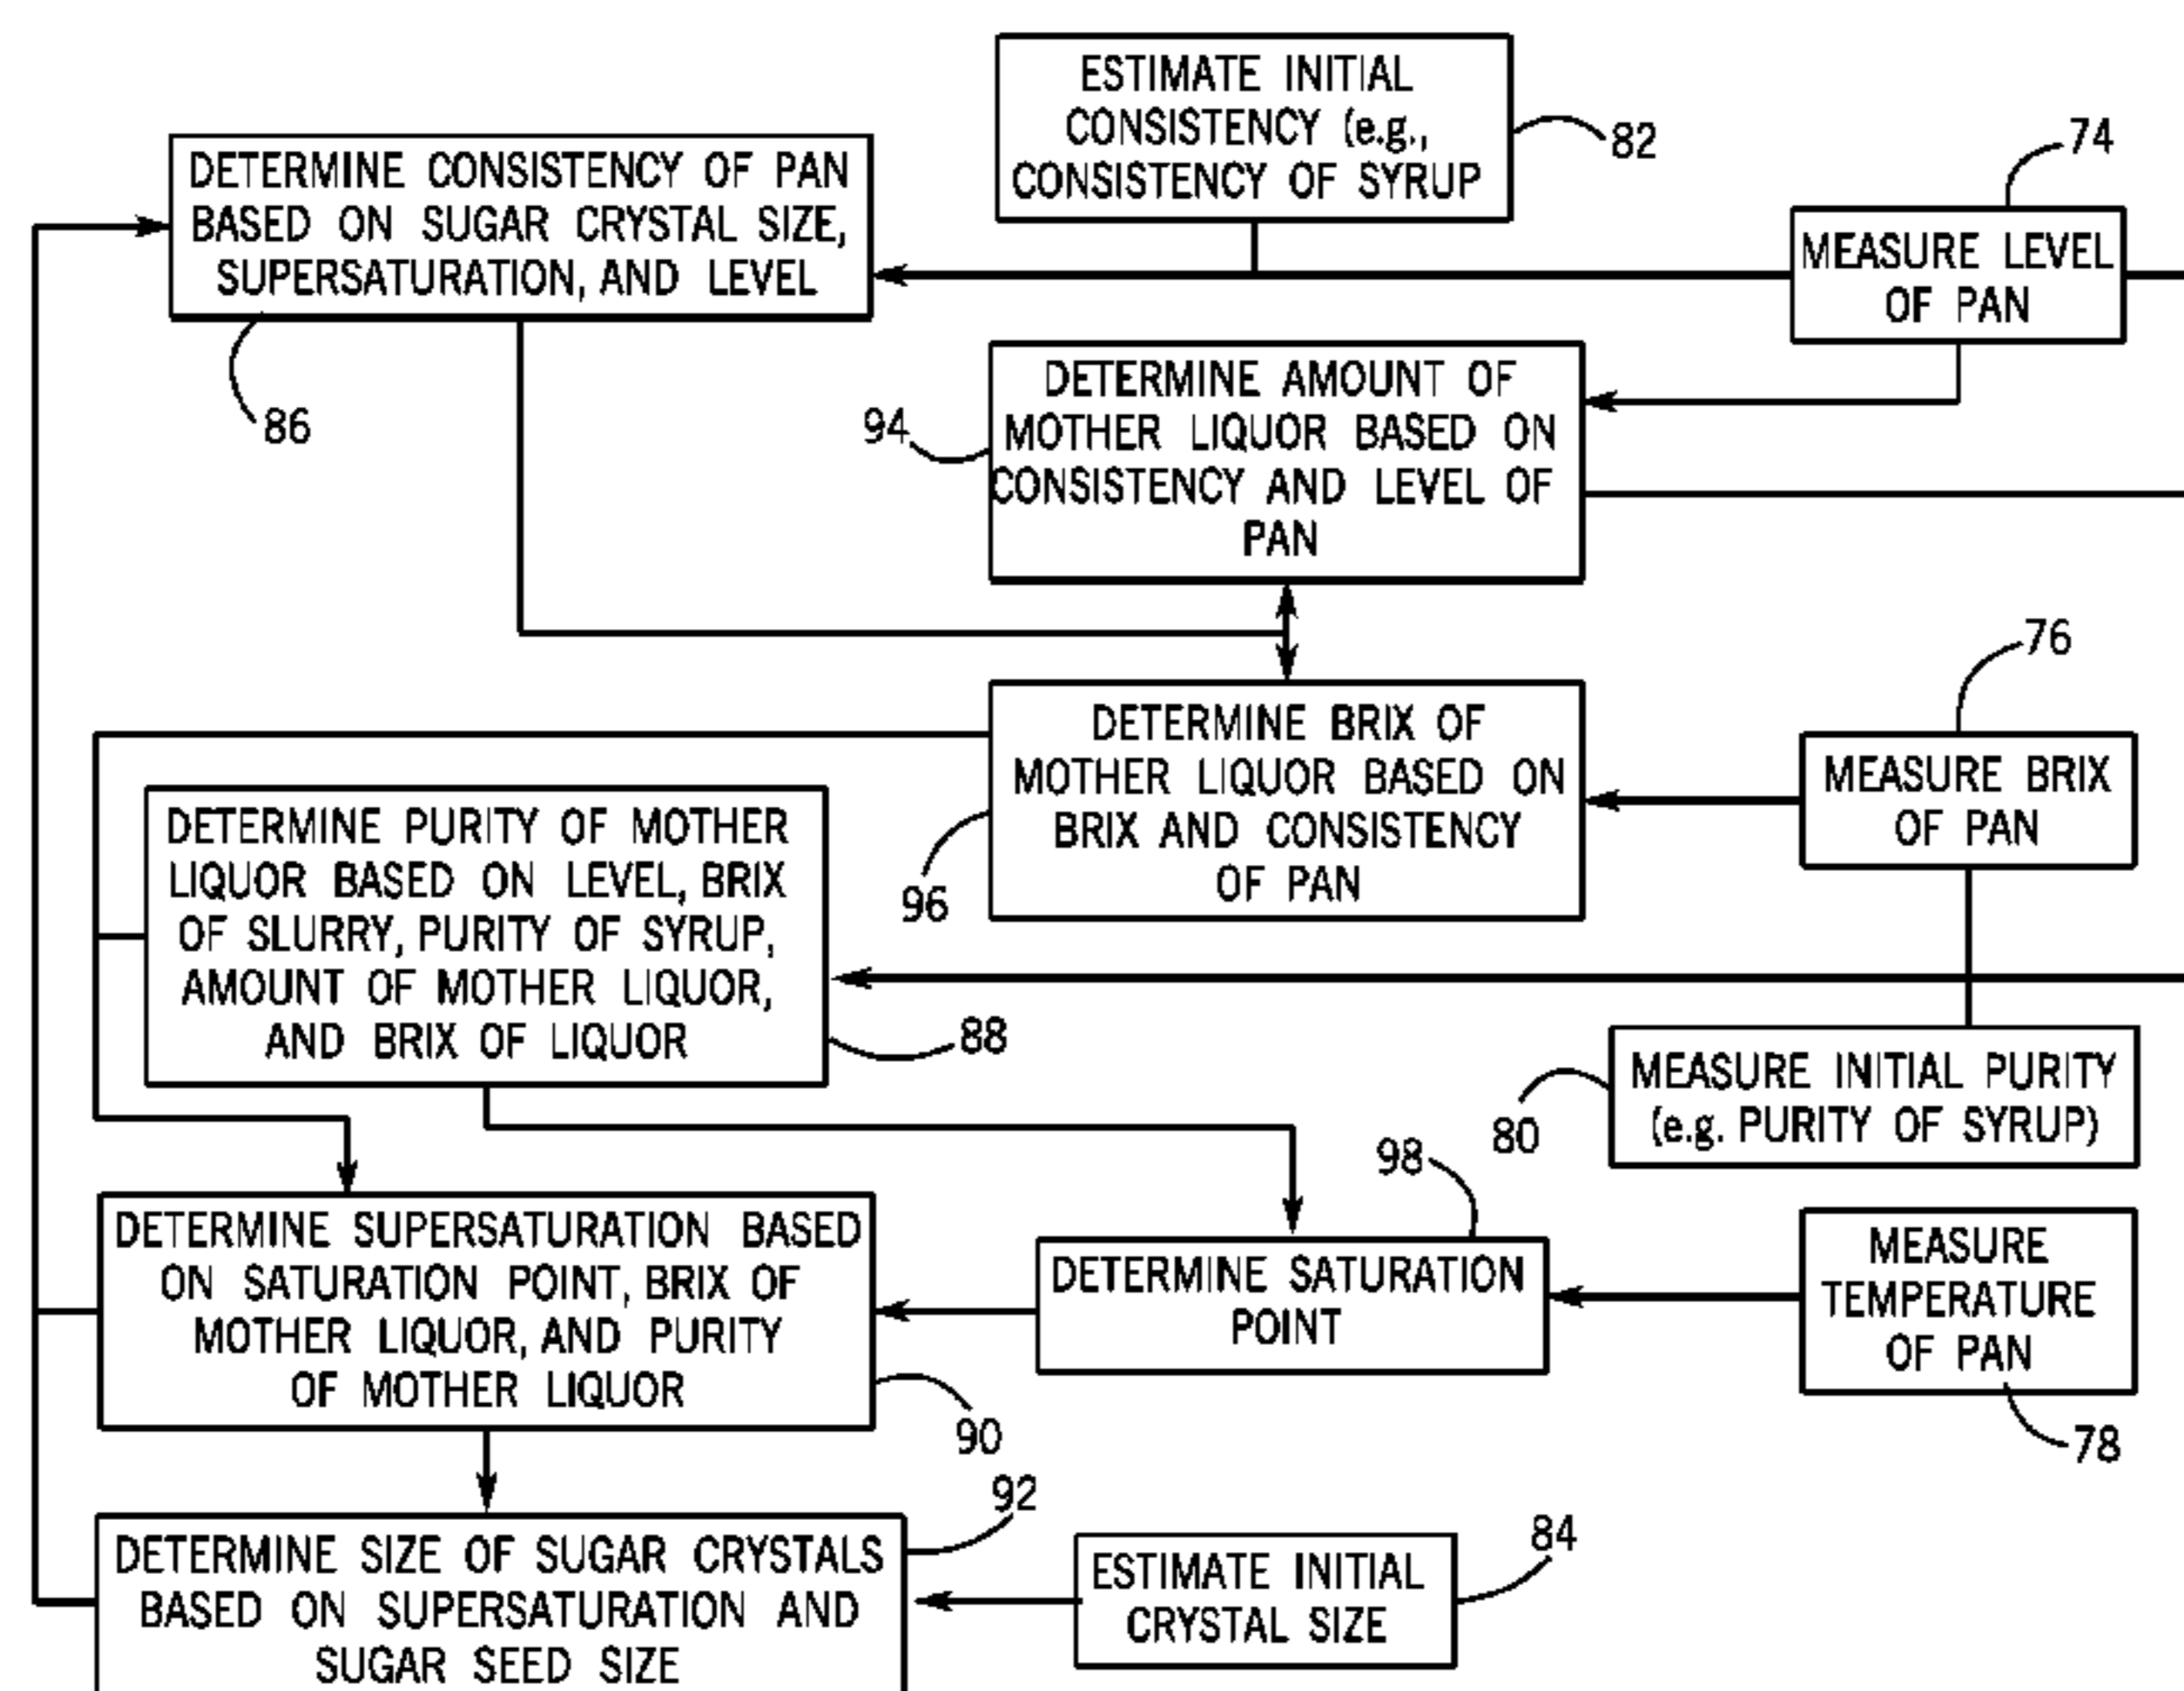 ESTIMATE INITIAL
CONSISTENCY (e.g.,
CONSISTENCY OF SYRUP
82
74
DETERMINE CONSISTENCY OF PAN
BASED ON SUGAR CRYSTAL SIZE,
SUPERSATURATION, AND LEVEL
86
MEASURE LEVEL
OF PAN
DETERMINE AMOUNT OF
MOTHER LIQUOR BASED ON
CONSISTENCY AND LEVEL OF
PAN
94
76
DETERMINE BRIX OF
MOTHER LIQUOR BASED ON
BRIX AND CONSISTENCY
OF PAN
96
MEASURE BRIX
OF PAN
DETERMINE PURITY OF MOTHER
LIQUOR BASED ON LEVEL, BRIX
OF SLURRY, PURITY OF SYRUP,
AMOUNT OF MOTHER LIQUOR,
AND BRIX OF LIQUOR
88
MEASURE INITIAL PURITY
(e.g. PURITY OF SYRUP)
80
98
DETERMINE SUPERSATURATION BASED
ON SATURATION POINT, BRIX OF
MOTHER LIQUOR, AND PURITY
OF MOTHER LIQUOR
90
DETERMINE SATURATION
POINT
MEASURE
TEMPERATURE
OF PAN
78
92
DETERMINE SIZE OF SUGAR CRYSTALS
BASED ON SUPERSATURATION AND
SUGAR SEED SIZE
ESTIMATE INITIAL
CRYSTAL SIZE
84